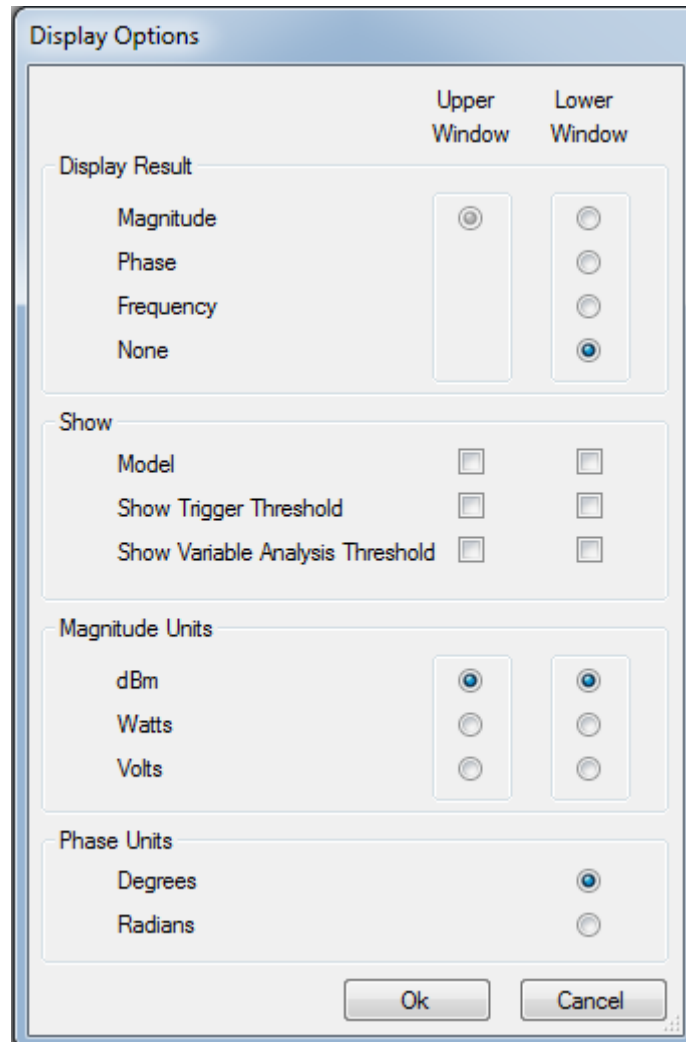 Display Options
Upper Window
Lower Window
Display Result
Magnitude
Phase
Frequency
None
Show
Model
Show Trigger Threshold
Show Variable Analysis Threshold
Magnitude Units
dBm
Watts
Volts
Phase Units
Degrees
Radians
Ok
Cancel